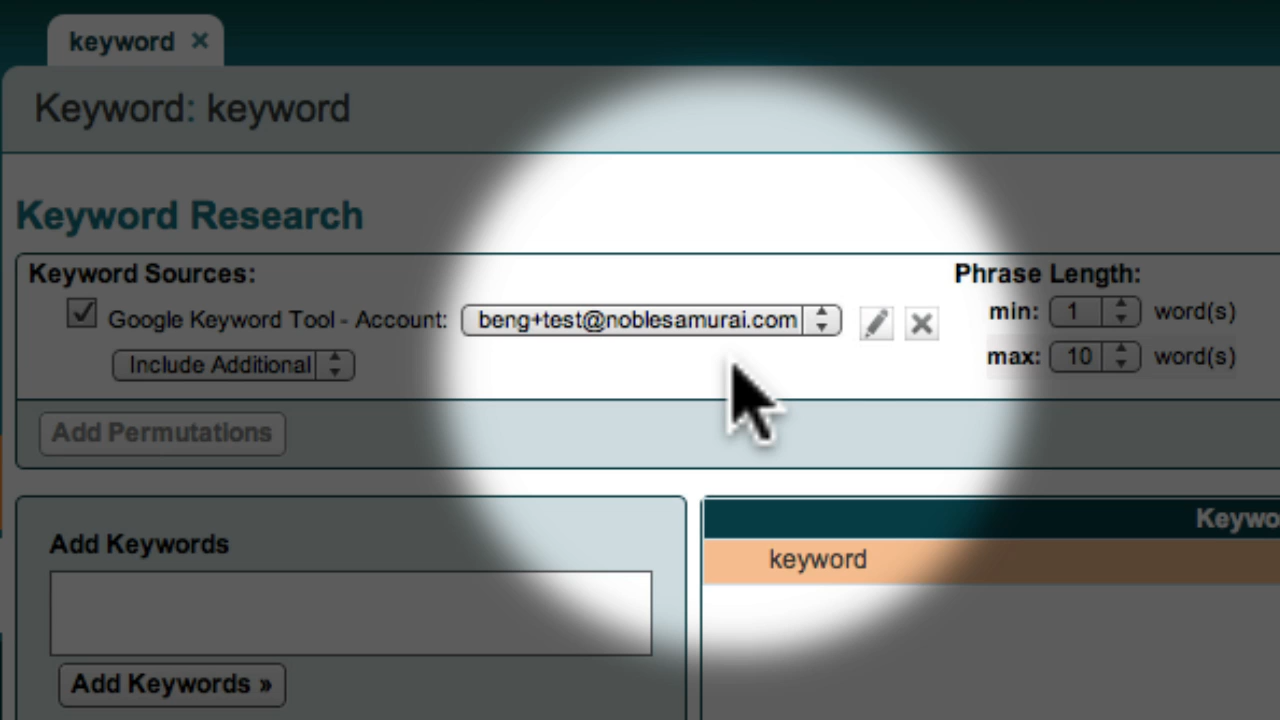 keyword ×
Keyword: keyword
Keyword Research
Keyword Sources:
Google Keyword Tool - Account: beng+test@noblesamurai.com
Include Additional
Phrase Length:
min: 1 word(s)
max: 10 word(s)
Add Permutations
Add Keywords
Add Keywords »
Keywo
keyword